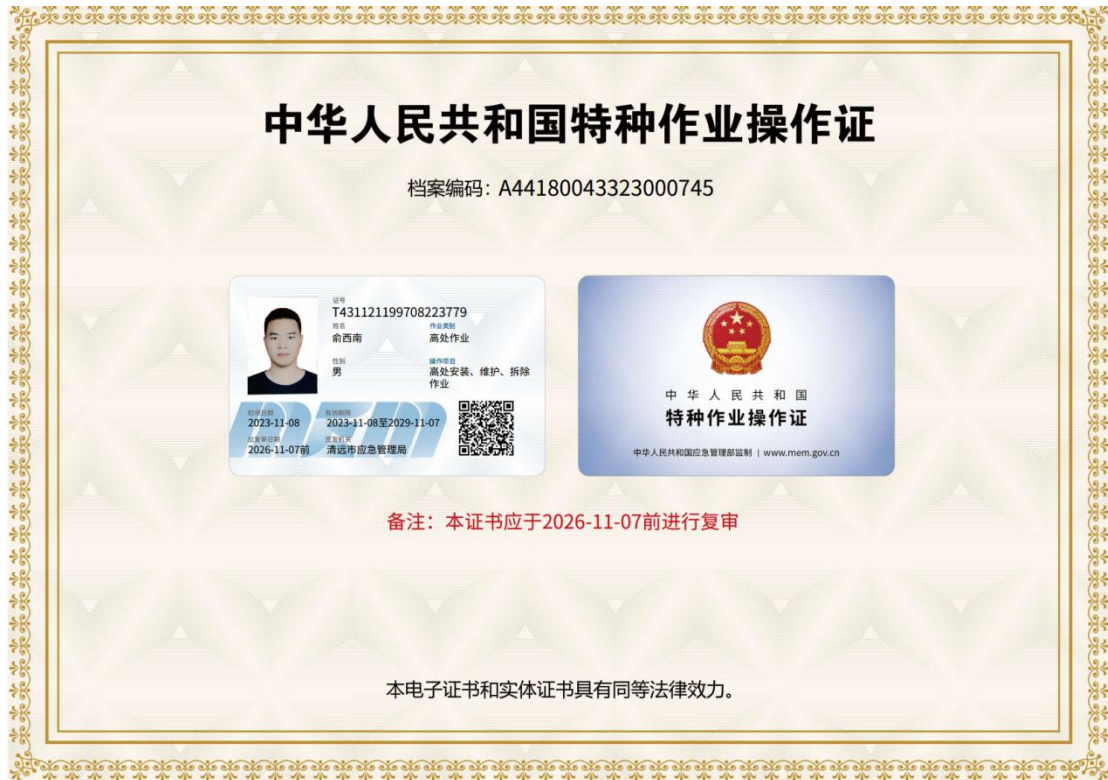 中华人民共和国特种作业操作证
档案编码：A44180043323000745
证号
T431121199708223779
姓名
俞西南
作业类别
高处作业
性别
男
操作项目
高处安装、维护、拆除
作业
初领日期
2023-11-08
有效期限
2023-11-08至2029-11-07
应复审日期
2026-11-07前
签发机关
清远市应急管理局
MEM
中华人民共和国
特种作业操作证
中华人民共和国应急管理部监制 | www.mem.gov.cn
备注：本证书应于2026-11-07前进行复审
本电子证书和实体证书具有同等法律效力。